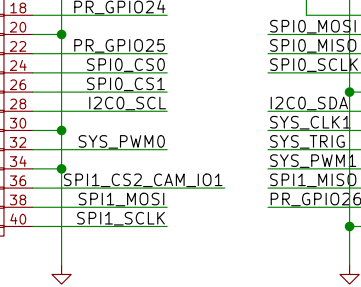 18 PR_GPIO24
20 SPI0_MOSI
22 PR_GPIO25 SPI0_MISO
24 SPI0_CS0 SPI0_SCLK
26 SPI0_CS1
28 I2C0_SCL I2C0_SDA
30 SYS_CLK1
32 SYS_PWM0 SYS_TRIG
34 SYS_PWM1
36 SPI1_CS2_CAM_IO1 SPI1_MISO
38 SPI1_MOSI PR_GPIO26
40 SPI1_SCLK